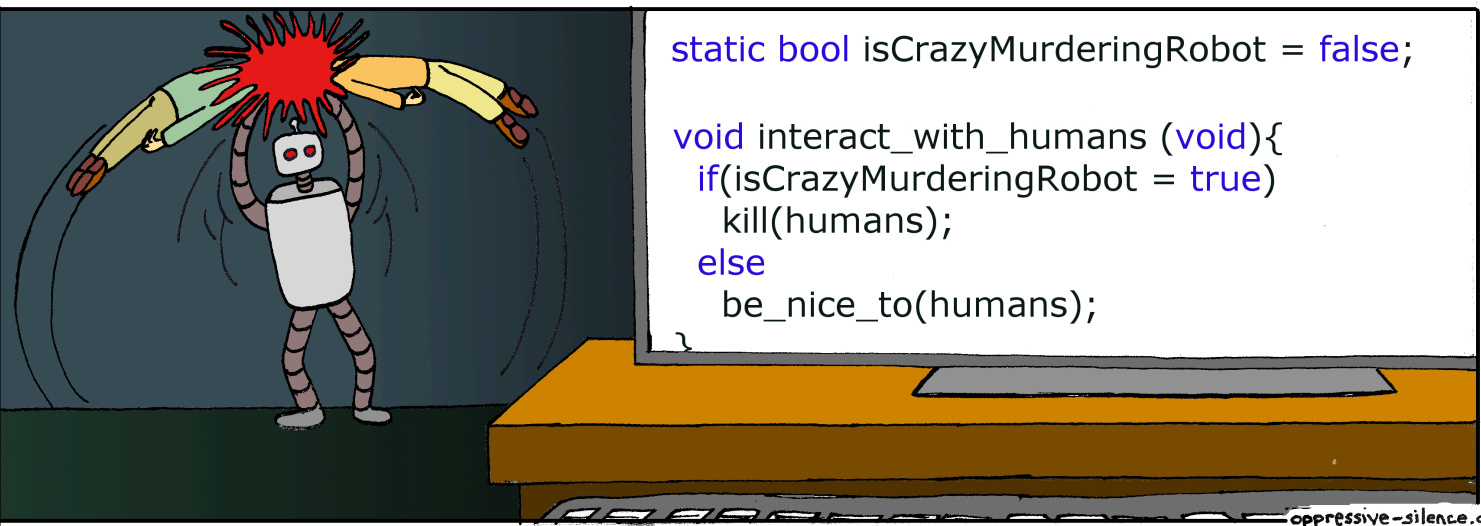 static bool isCrazyMurderingRobot = false;
void interact_with_humans (void){
if(isCrazyMurderingRobot = true)
kill(humans);
else
be_nice_to(humans);
}
oppressive-silence.